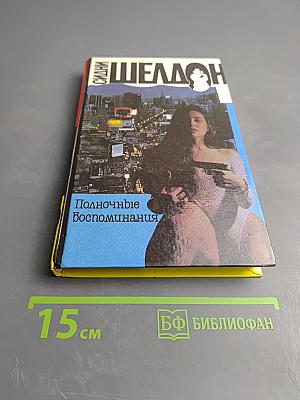 СИДНИ
ШЕЛДОН
Полночные
воспоминания
15 см
БФ БИБЛИОФАН